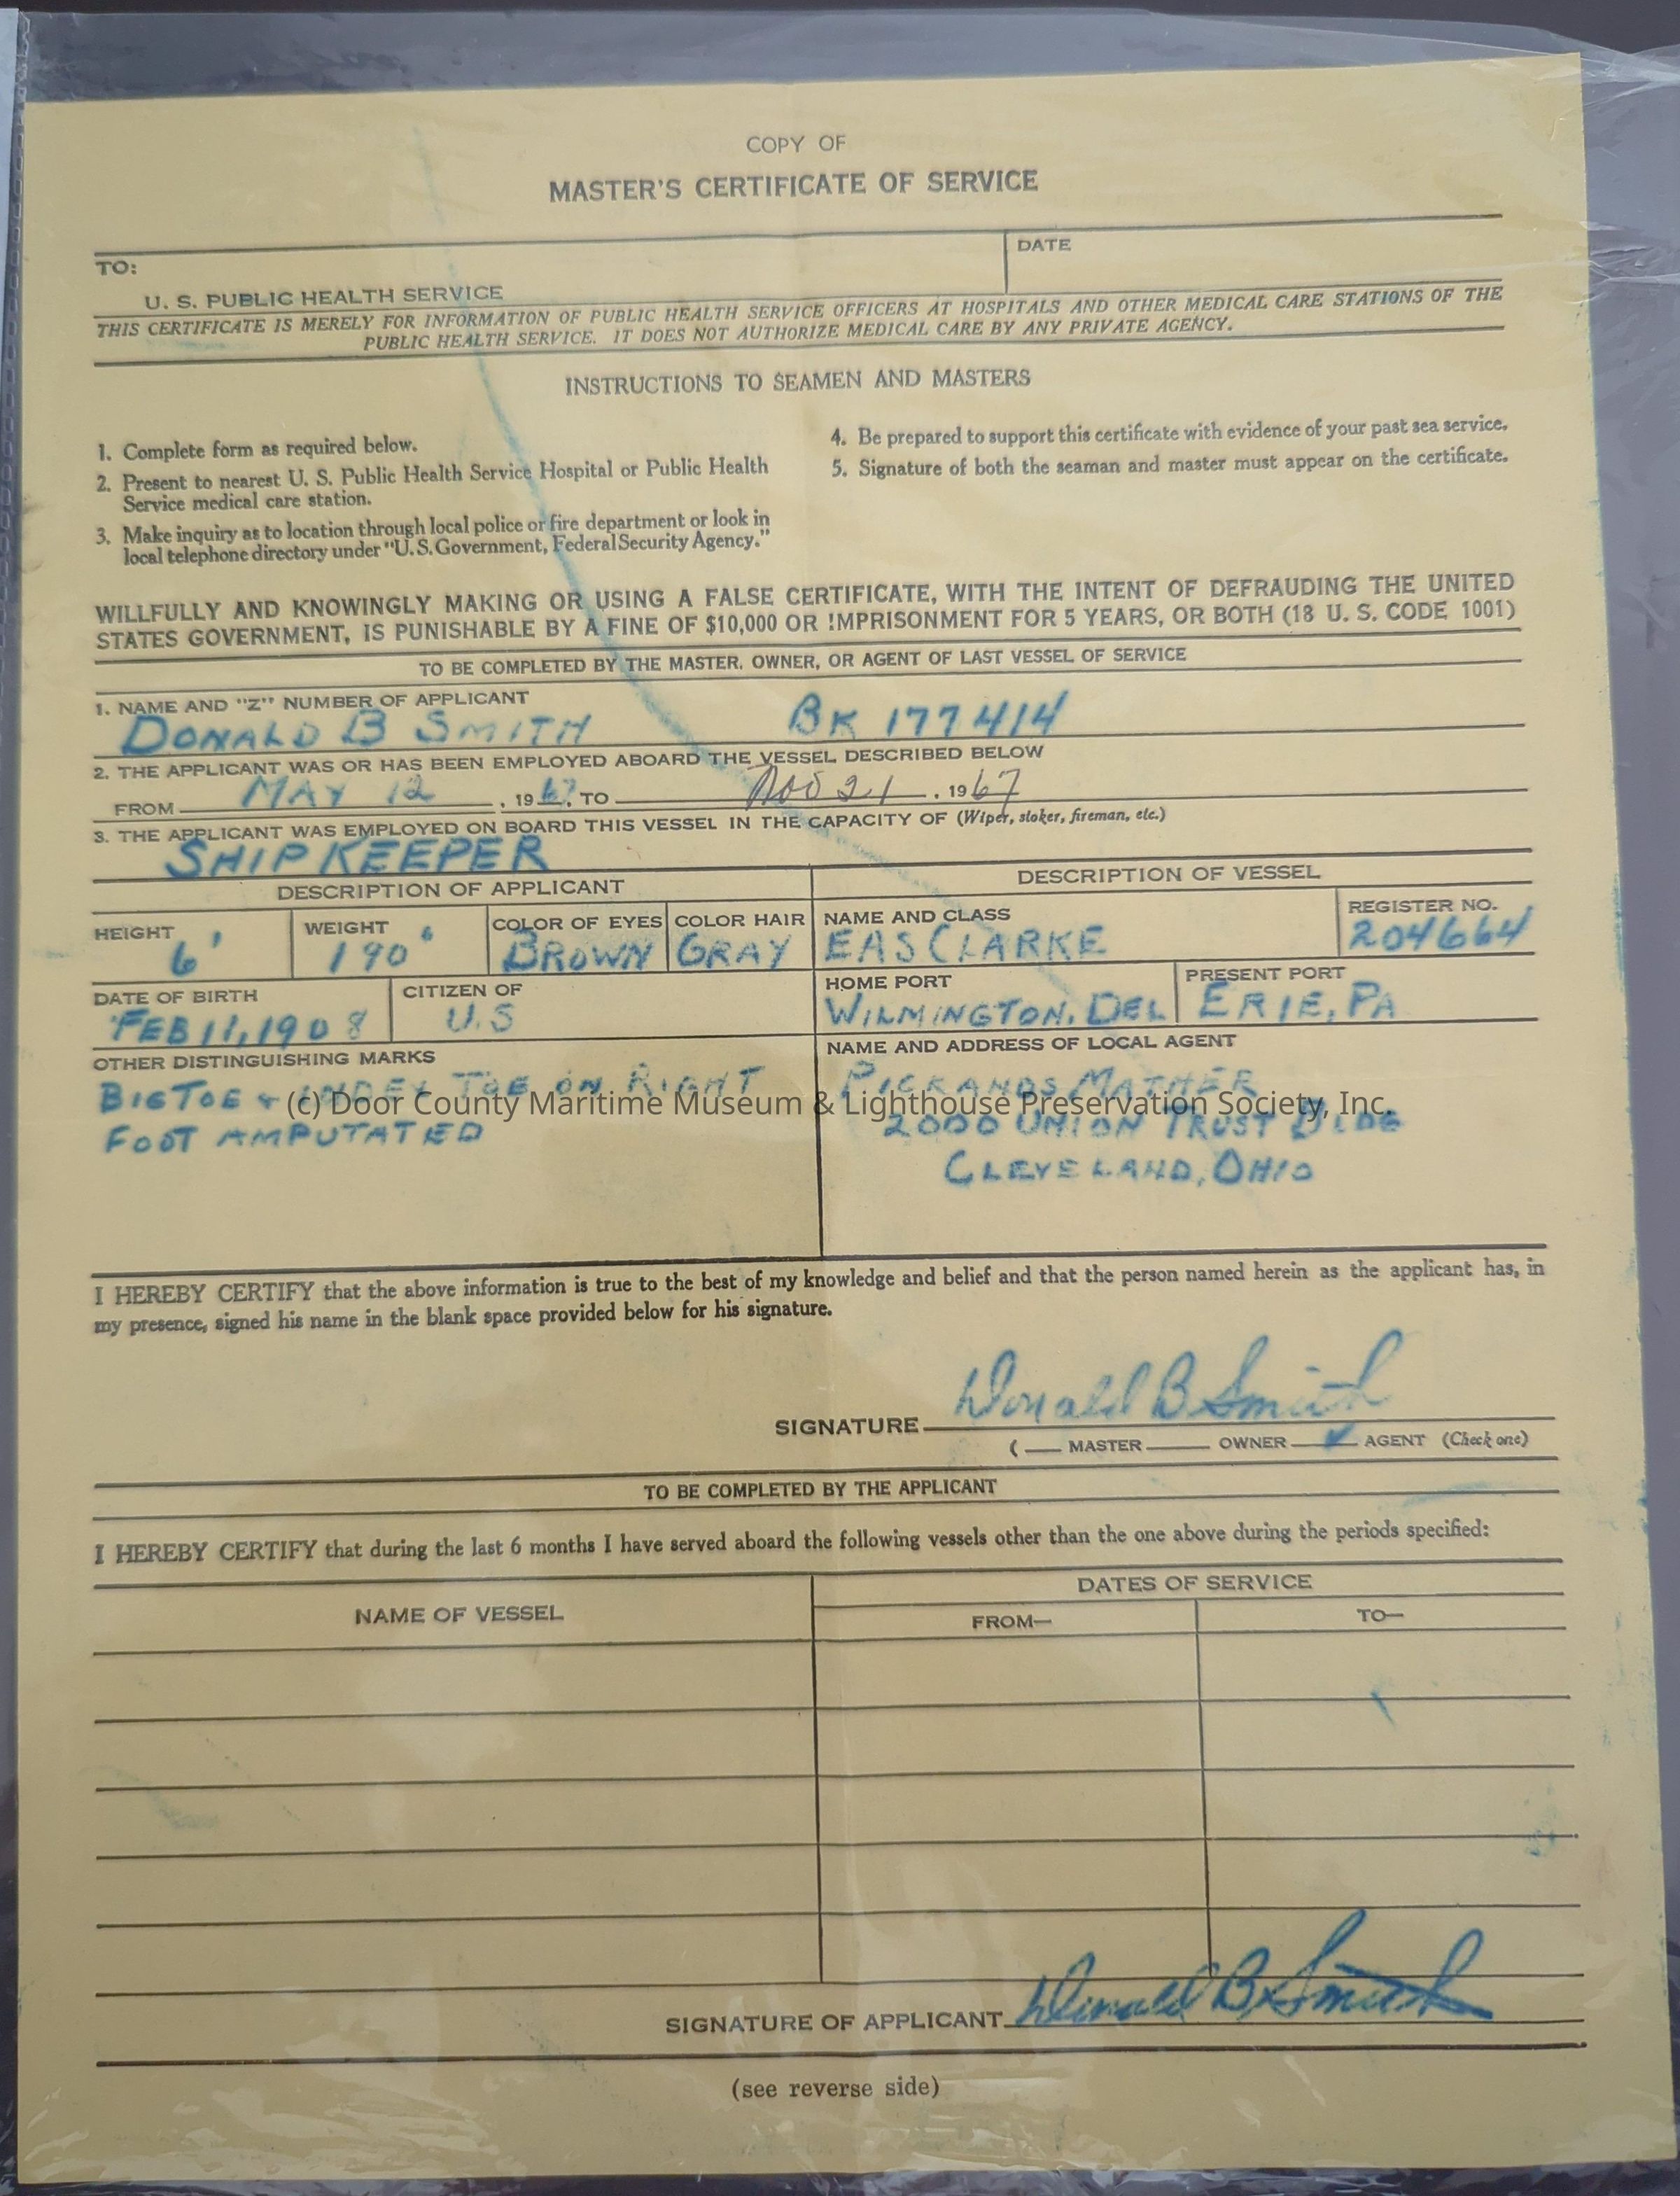 COPY OF
MASTER'S CERTIFICATE OF SERVICE
TO:
U. S. PUBLIC HEALTH SERVICE
DATE
THIS CERTIFICATE IS MERELY FOR INFORMATION OF PUBLIC HEALTH SERVICE OFFICERS AT HOSPITALS AND OTHER MEDICAL CARE STATIONS OF THE
PUBLIC HEALTH SERVICE. IT DOES NOT AUTHORIZE MEDICAL CARE BY ANY PRIVATE AGENCY.
INSTRUCTIONS TO SEAMEN AND MASTERS
1. Complete form as required below.
2. Present to nearest U. S. Public Health Service Hospital or Public Health
Service medical care station.
3. Make inquiry as to location through local police or fire department or look in
local telephone directory under "U.S. Government, Federal Security Agency."
4. Be prepared to support this certificate with evidence of your past sea service.
5. Signature of both the seaman and master must appear on the certificate.
WILLFULLY AND KNOWINGLY MAKING OR USING A FALSE CERTIFICATE, WITH THE INTENT OF DEFRAUDING THE UNITED
STATES GOVERNMENT, IS PUNISHABLE BY A FINE OF $10,000 OR IMPRISONMENT FOR 5 YEARS, OR BOTH (18 U. S. CODE 1001)
TO BE COMPLETED BY THE MASTER, OWNER, OR AGENT OF LAST VESSEL OF SERVICE
1. NAME AND "Z" NUMBER OF APPLICANT
DONALD B SMITH BK 177414
2. THE APPLICANT WAS OR HAS BEEN EMPLOYED ABOARD THE VESSEL DESCRIBED BELOW
FROM MAY 12, 1967, TO Nov 21, 1967
3. THE APPLICANT WAS EMPLOYED ON BOARD THIS VESSEL IN THE CAPACITY OF (Wiper, stoker, fireman, etc.)
SHIPKEEPER
DESCRIPTION OF APPLICANT
DESCRIPTION OF VESSEL
HEIGHT WEIGHT COLOR OF EYES COLOR HAIR
6' 190 BROWN GRAY
NAME AND CLASS REGISTER NO.
EAS CLARKE 204664
DATE OF BIRTH CITIZEN OF
FEB 11, 1908 U.S
HOME PORT PRESENT PORT
WILMINGTON, DEL ERIE, PA
OTHER DISTINGUISHING MARKS
BIG TOE + INDEX TOE ON RIGHT
FOOT AMPUTATED
NAME AND ADDRESS OF LOCAL AGENT
PICKANDS MATHER
2000 UNION TRUST BLDG
CLEVELAND, OHIO
(c) Door County Maritime Museum & Lighthouse Preservation Society, Inc.
I HEREBY CERTIFY that the above information is true to the best of my knowledge and belief and that the person named herein as the applicant has, in
my presence, signed his name in the blank space provided below for his signature.
SIGNATURE Donald B Smith
( MASTER OWNER ✓ AGENT (Check one)
TO BE COMPLETED BY THE APPLICANT
I HEREBY CERTIFY that during the last 6 months I have served aboard the following vessels other than the one above during the periods specified:
NAME OF VESSEL
DATES OF SERVICE
FROM— TO—
SIGNATURE OF APPLICANT Donald B Smith
(see reverse side)